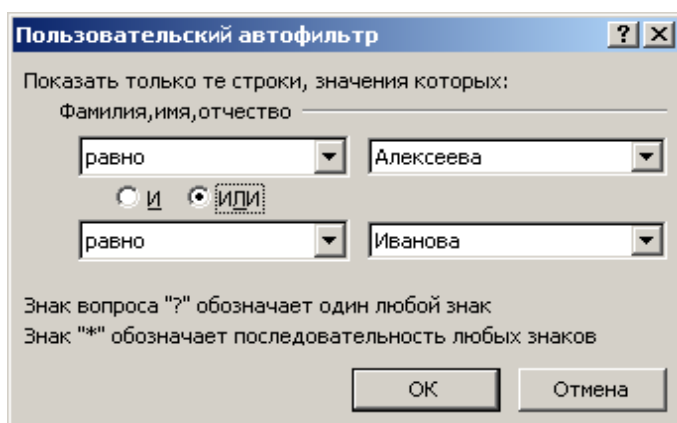 Пользовательский автофильтр
Показать только те строки, значения которых:
Фамилия,имя,отчество
равно Алексеева
И ИЛИ
равно Иванова
Знак вопроса "?" обозначает один любой знак
Знак "*" обозначает последовательность любых знаков
ОК Отмена